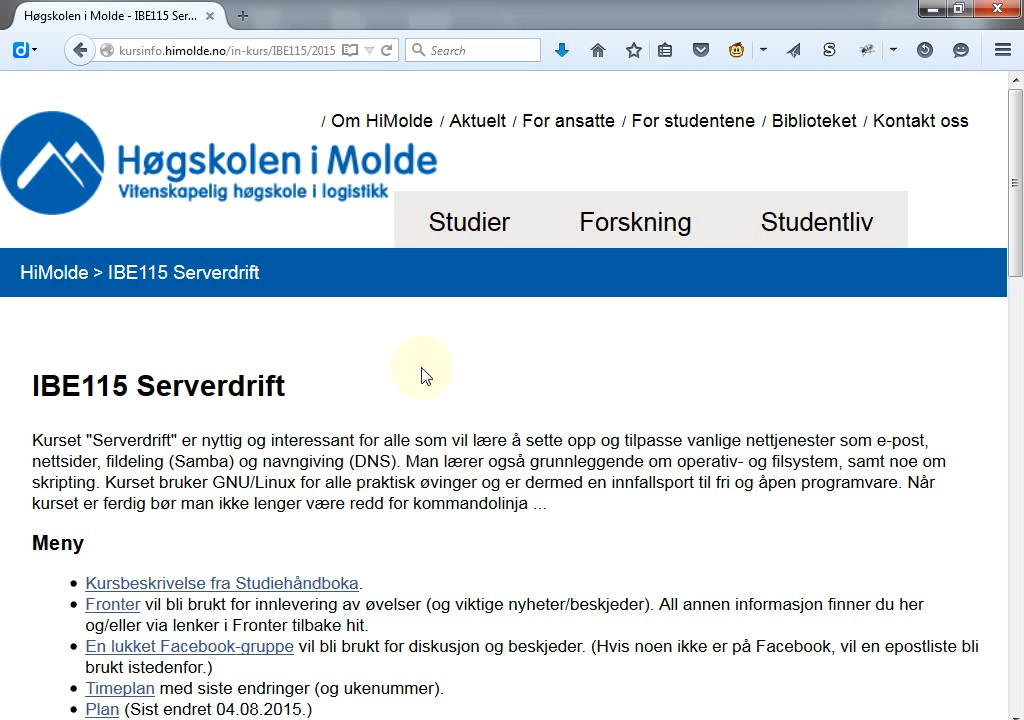 Høgskolen i Molde - IBE115 Ser...
kursinfo.himolde.no/in-kurs/IBE115/2015
Search
/ Om HiMolde / Aktuelt / For ansatte / For studentene / Biblioteket / Kontakt oss
Høgskolen i Molde
Vitenskapelig høgskole i logistikk
Studier Forskning Studentliv
HiMolde > IBE115 Serverdrift
IBE115 Serverdrift
Kurset "Serverdrift" er nyttig og interessant for alle som vil lære å sette opp og tilpasse vanlige nettjenester som e-post,
nettsider, fildeling (Samba) og navngiving (DNS). Man lærer også grunnleggende om operativ- og filsystem, samt noe om
skripting. Kurset bruker GNU/Linux for alle praktisk øvinger og er dermed en innfallsport til fri og åpen programvare. Når
kurset er ferdig bør man ikke lenger være redd for kommandolinja ...
Meny
• Kursbeskrivelse fra Studiehåndboka.
• Fronter vil bli brukt for innlevering av øvelser (og viktige nyheter/beskjeder). All annen informasjon finner du her
og/eller via lenker i Fronter tilbake hit.
• En lukket Facebook-gruppe vil bli brukt for diskusjon og beskjeder. (Hvis noen ikke er på Facebook, vil en epostliste bli
brukt istedenfor.)
• Timeplan med siste endringer (og ukenummer).
• Plan (Sist endret 04.08.2015.)